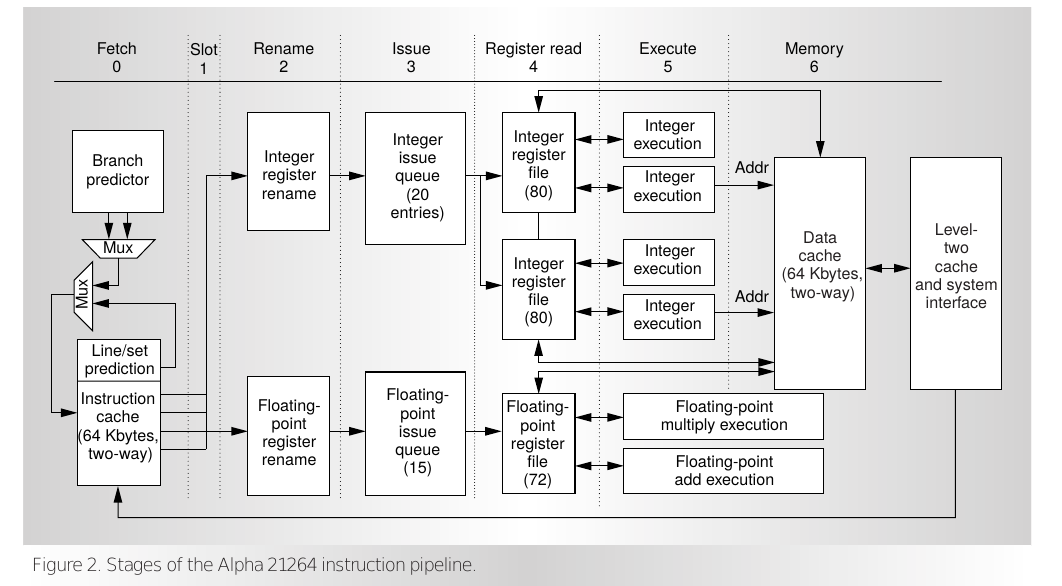 Fetch
0
Slot
1
Rename
2
Issue
3
Register read
4
Execute
5
Memory
6
Branch
predictor
Mux
Mux
Line/set
prediction
Instruction
cache
(64 Kbytes,
two-way)
Integer
register
rename
Integer
issue
queue
(20
entries)
Integer
register
file
(80)
Integer
execution
Integer
execution
Addr
Integer
register
file
(80)
Integer
execution
Integer
execution
Addr
Data
cache
(64 Kbytes,
two-way)
Level-
two
cache
and system
interface
Floating-
point
register
rename
Floating-
point
issue
queue
(15)
Floating-
point
register
file
(72)
Floating-point
multiply execution
Floating-point
add execution
Figure 2. Stages of the Alpha 21264 instruction pipeline.